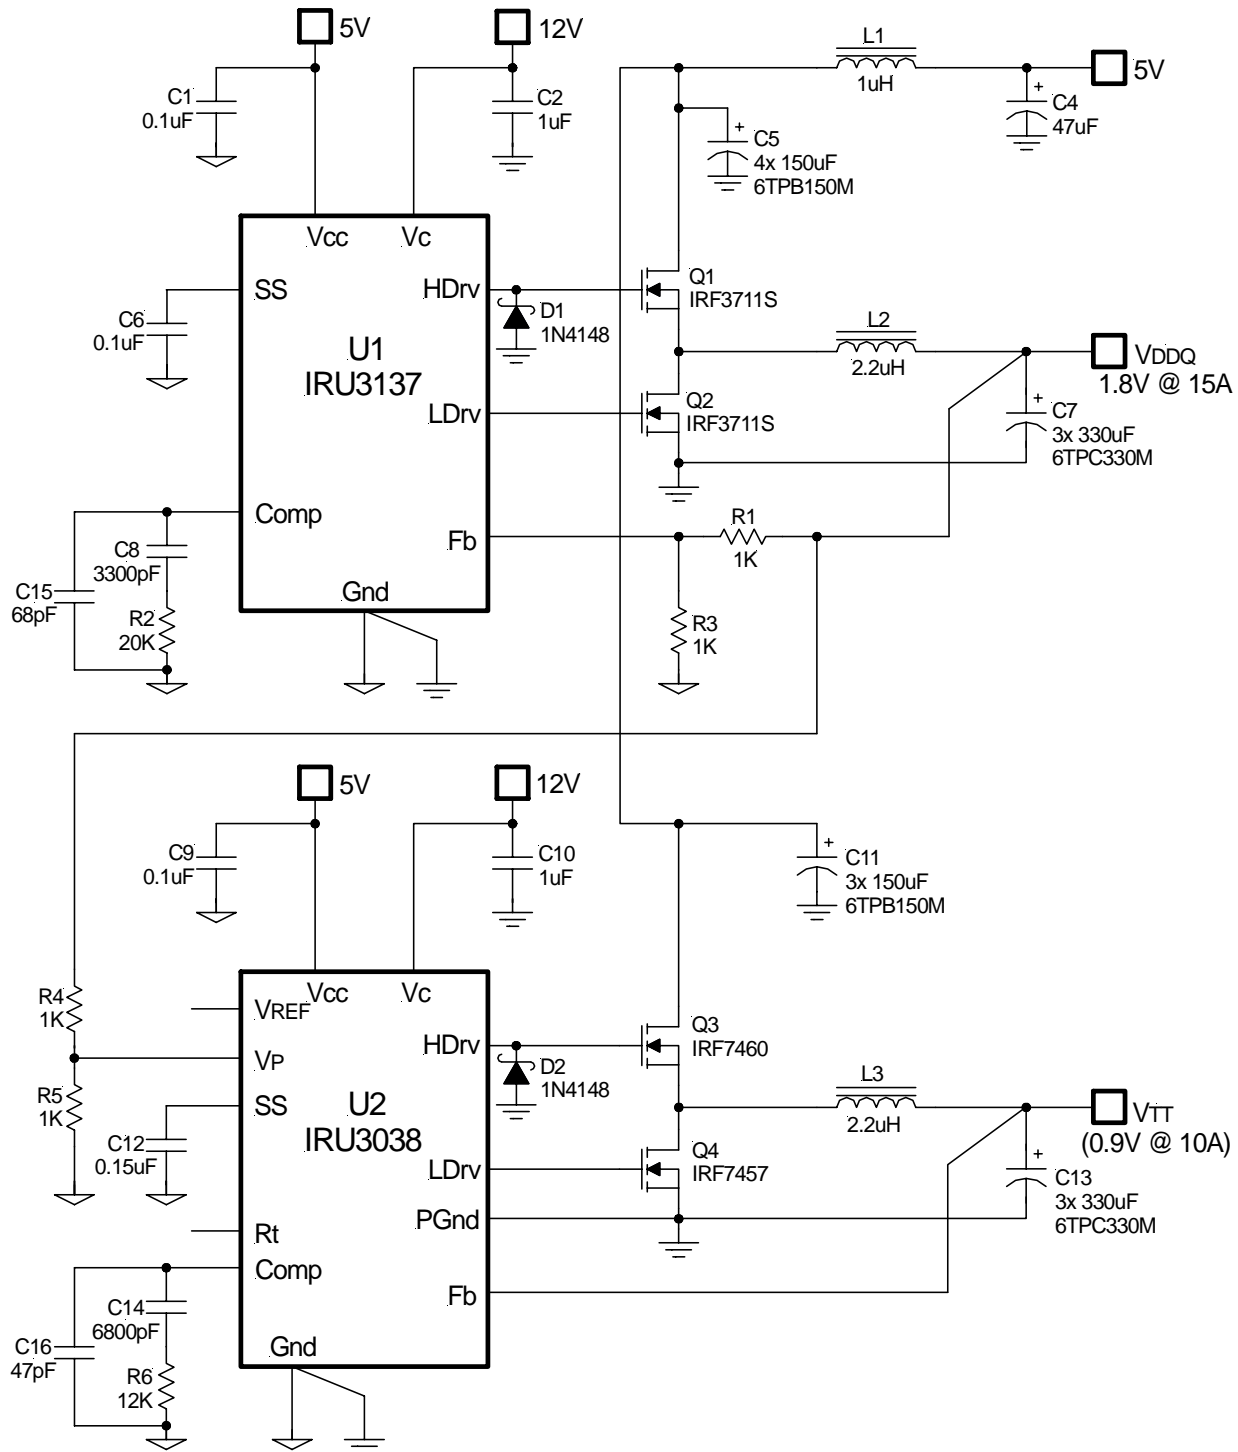 5V
12V
L1
1uH
5V
C1
0.1uF
C2
1uF
+
C4
47uF
+
C5
4x 150uF
6TPB150M
Vcc
Vc
SS
HDrv
Q1
IRF3711S
D1
1N4148
C6
0.1uF
U1
IRU3137
L2
2.2uH
VDDQ
1.8V @ 15A
LDrv
Q2
IRF3711S
+
C7
3x 330uF
6TPC330M
Comp
Fb
R1
1K
C8
3300pF
C15
68pF
R2
20K
Gnd
R3
1K
5V
12V
C9
0.1uF
C10
1uF
+
C11
3x 150uF
6TPB150M
Vcc
Vc
R4
1K
VREF
HDrv
Q3
IRF7460
VP
D2
1N4148
R5
1K
SS
U2
IRU3038
L3
2.2uH
VTT
(0.9V @ 10A)
C12
0.15uF
LDrv
Q4
IRF7457
+
C13
3x 330uF
6TPC330M
PGnd
Rt
Comp
Fb
C14
6800pF
C16
47pF
R6
12K
Gnd